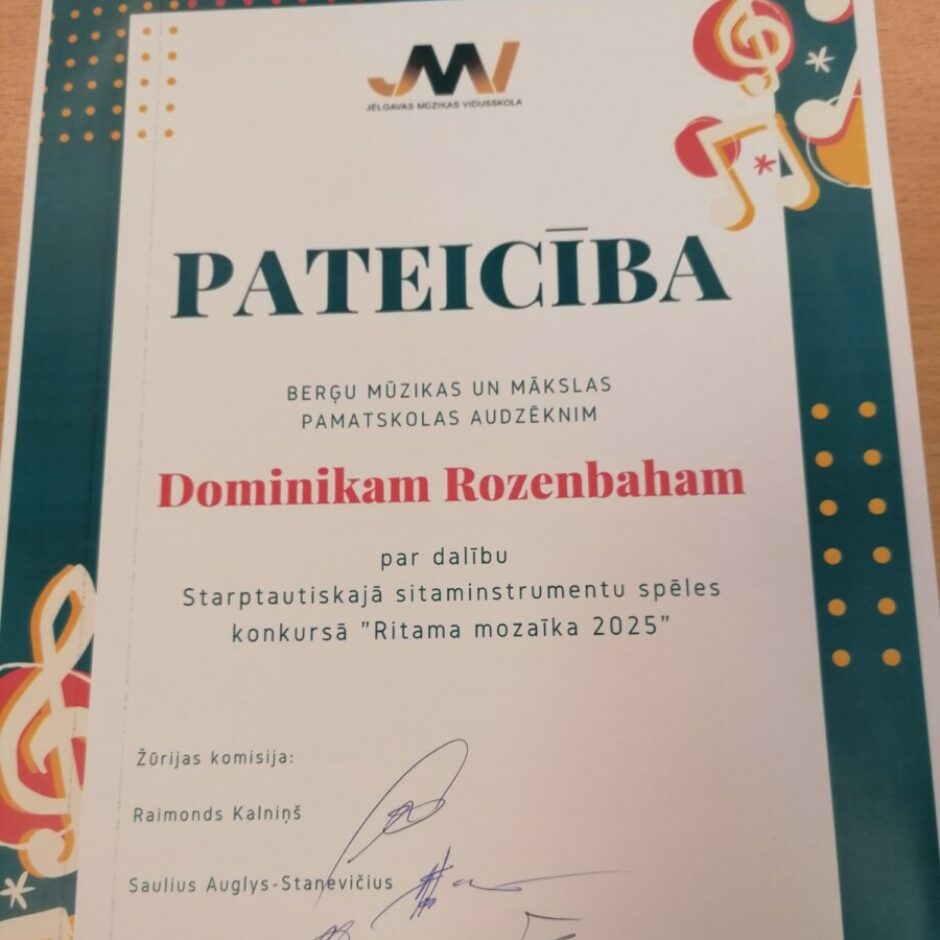 JMV
JELGAVAS MŪZIKAS VIDUSSKOLA
PATEICĪBA
BERĢU MŪZIKAS UN MĀKSLAS
PAMATSKOLAS AUDZĒKNIM
Dominikam Rozenbaham
par dalību
Starptautiskajā sitaminstrumentu spēles
konkursā "Ritama mozaīka 2025"
Žūrijas komisija:
Raimonds Kalniņš
Saulius Auglys-Stanevičius